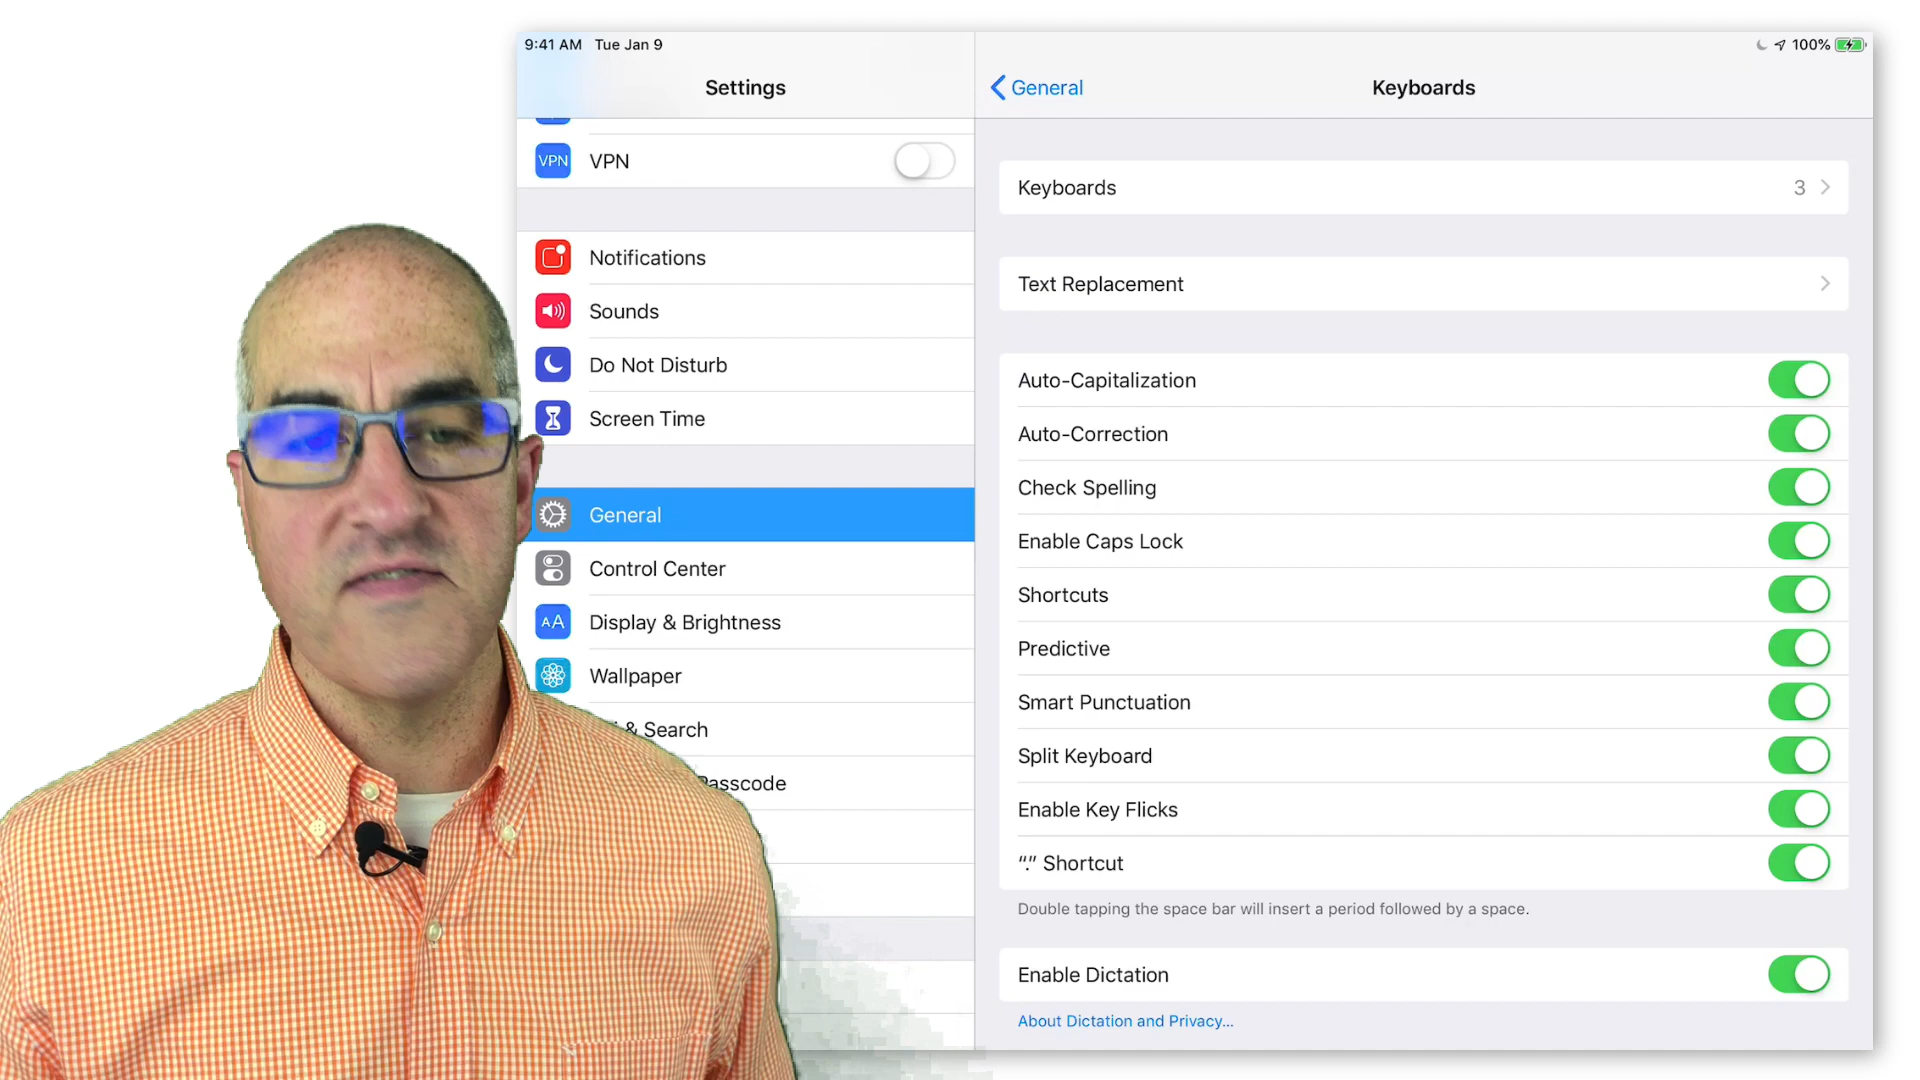 9:41 AM Tue Jan 9
100%
Settings
General
Keyboards
VPN
VPN
Notifications
Sounds
Do Not Disturb
Screen Time
General
Control Center
AA
Display & Brightness
Wallpaper
& Search
Passcode
Keyboards 3
Text Replacement
Auto-Capitalization
Auto-Correction
Check Spelling
Enable Caps Lock
Shortcuts
Predictive
Smart Punctuation
Split Keyboard
Enable Key Flicks
“.” Shortcut
Double tapping the space bar will insert a period followed by a space.
Enable Dictation
About Dictation and Privacy...